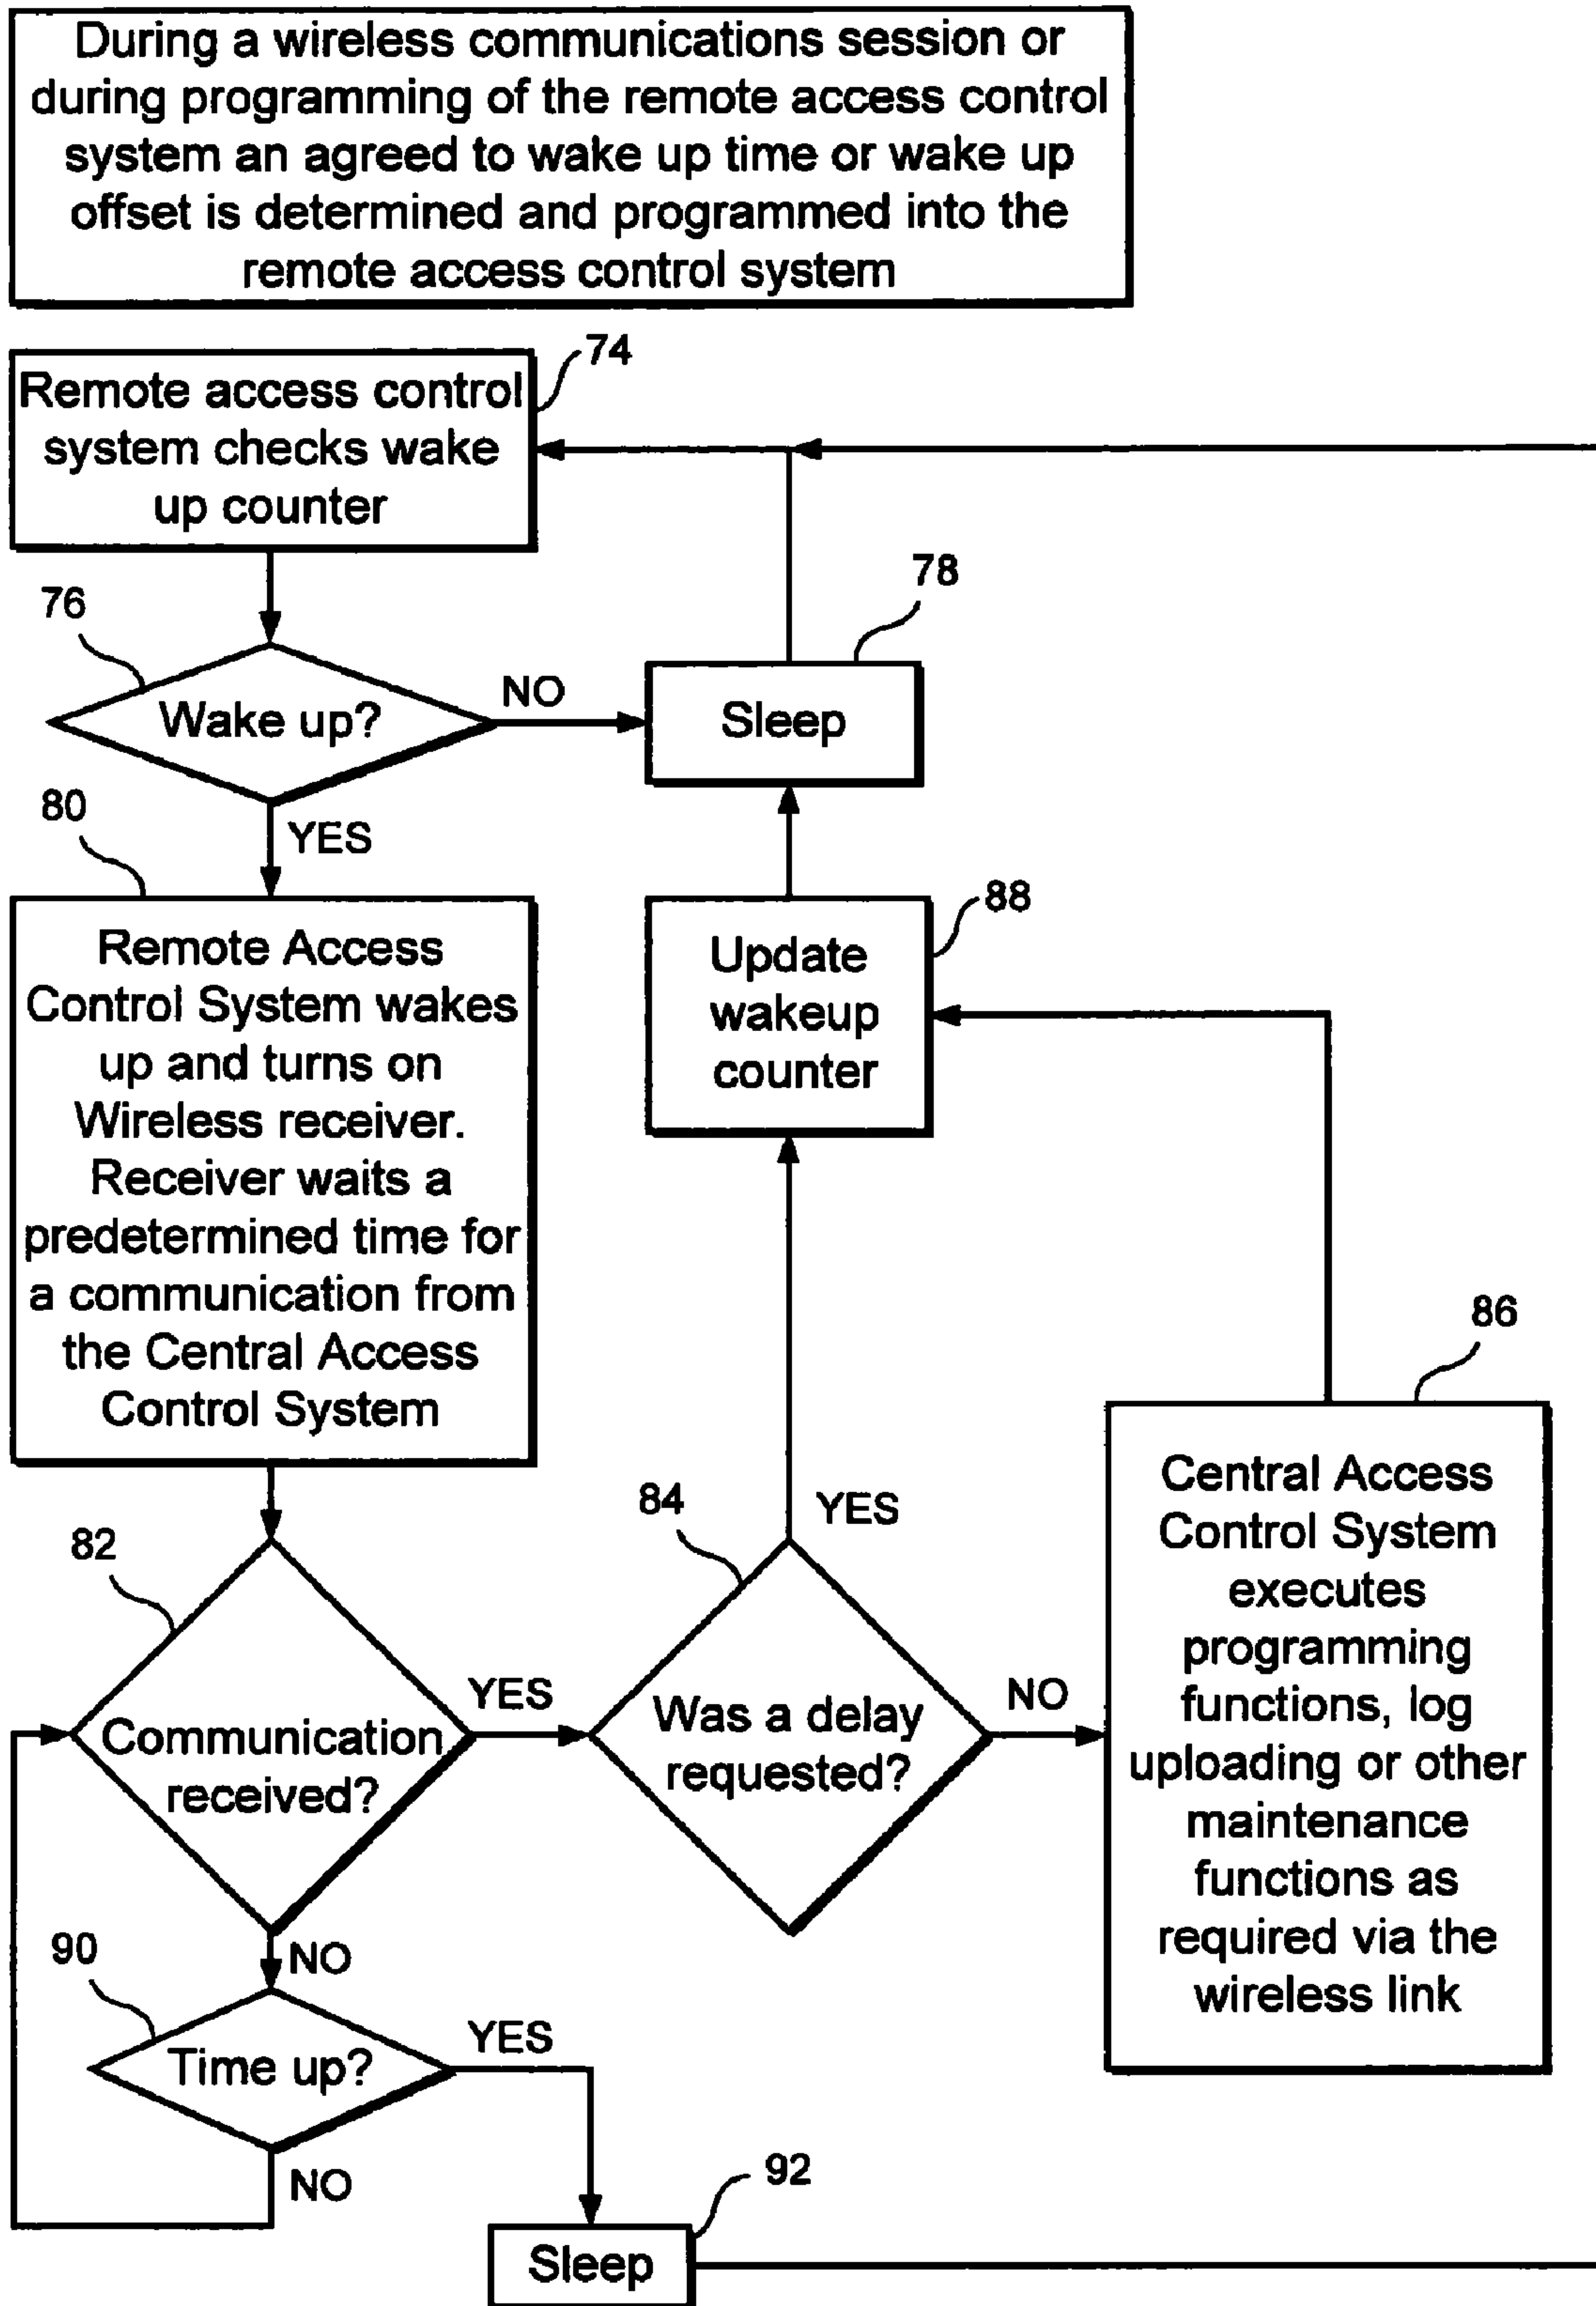 During a wireless communications session or
during programming of the remote access control
system an agreed to wake up time or wake up
offset is determined and programmed into the
remote access control system
74
Remote access control
system checks wake
up counter
76
Wake up?
NO
78
Sleep
YES
80
Remote Access
Control System wakes
up and turns on
Wireless receiver.
Receiver waits a
predetermined time for
a communication from
the Central Access
Control System
88
Update
wakeup
counter
82
Communication
received?
YES
84
Was a delay
requested?
YES
NO
86
Central Access
Control System
executes
programming
functions, log
uploading or other
maintenance
functions as
required via the
wireless link
NO
90
Time up?
YES
NO
92
Sleep